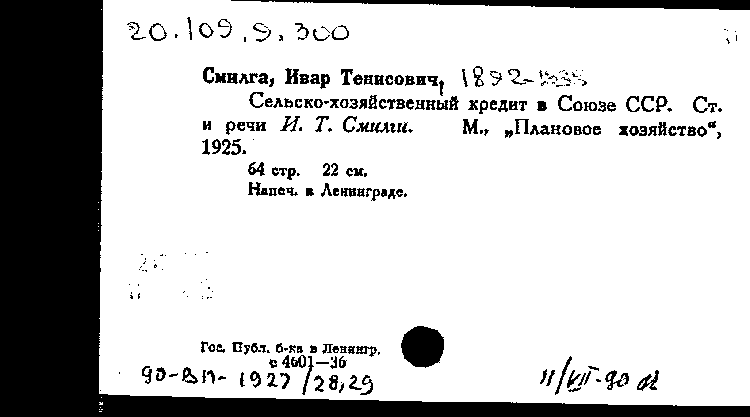 20.109.9.300
Смилга, Ивар Тенисович, 1892-1938
Сельско-хозяйственный кредит в Союзе ССР. Ст.
и речи И. Т. Смилги. М., „Плановое хозяйство“,
1925.
64 стр. 22 см.
Напеч. в Ленинграде.
Гос. Публ. б-ка в Ленингр.
с 4601—36
90-ВП- 1927/28,29
11/VII-90